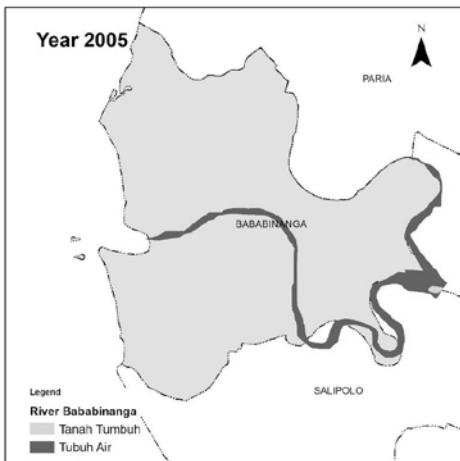 Year 2005
N
PARIA
BABABINANGA
SALIPOLO
Legend
River Bababinanga
Tanah Tumbuh
Tubuh Air